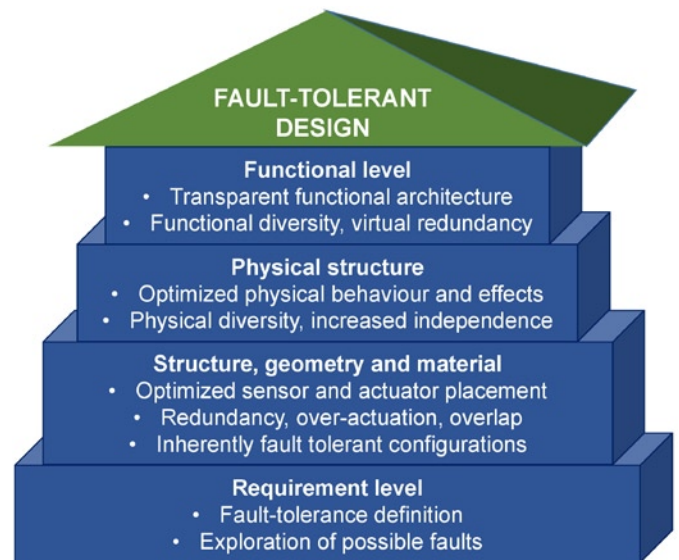 FAULT-TOLERANT
DESIGN
Functional level
• Transparent functional architecture
• Functional diversity, virtual redundancy
Physical structure
• Optimized physical behaviour and effects
• Physical diversity, increased independence
Structure, geometry and material
• Optimized sensor and actuator placement
• Redundancy, over-actuation, overlap
• Inherently fault tolerant configurations
Requirement level
• Fault-tolerance definition
• Exploration of possible faults